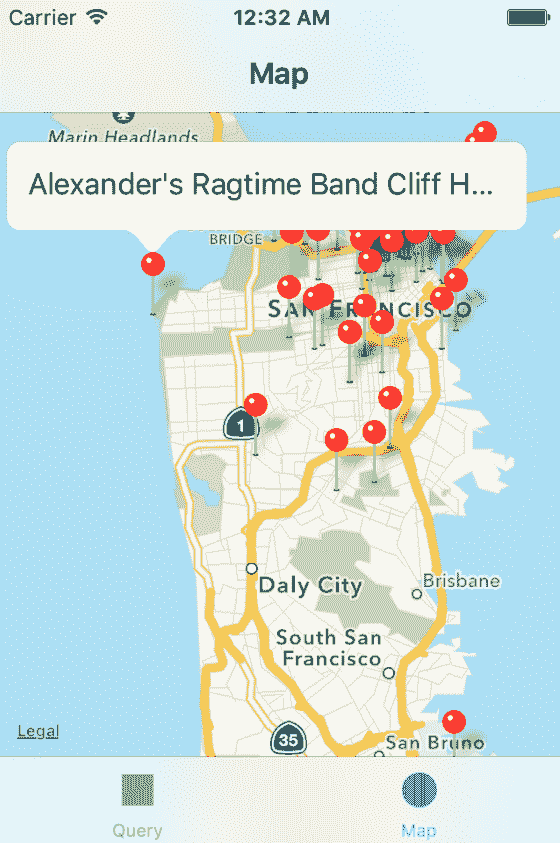 Carrier 12:32 AM
Map
Marin Headlands
Alexander's Ragtime Band Cliff H...
BRIDGE
SAN FRANCISCO
1
Daly City
Brisbane
South San
Francisco
Legal
35
San Bruno
Query Map